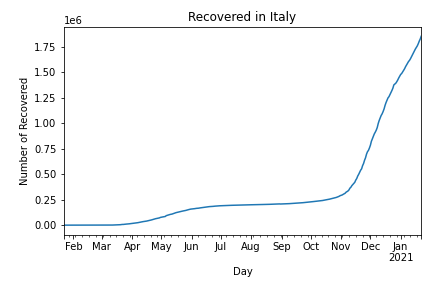 Recovered in Italy
1e6
1.75
1.50
1.25
1.00
0.75
0.50
0.25
0.00
Number of Recovered
Feb Mar Apr May Jun Jul Aug Sep Oct Nov Dec Jan
2021
Day